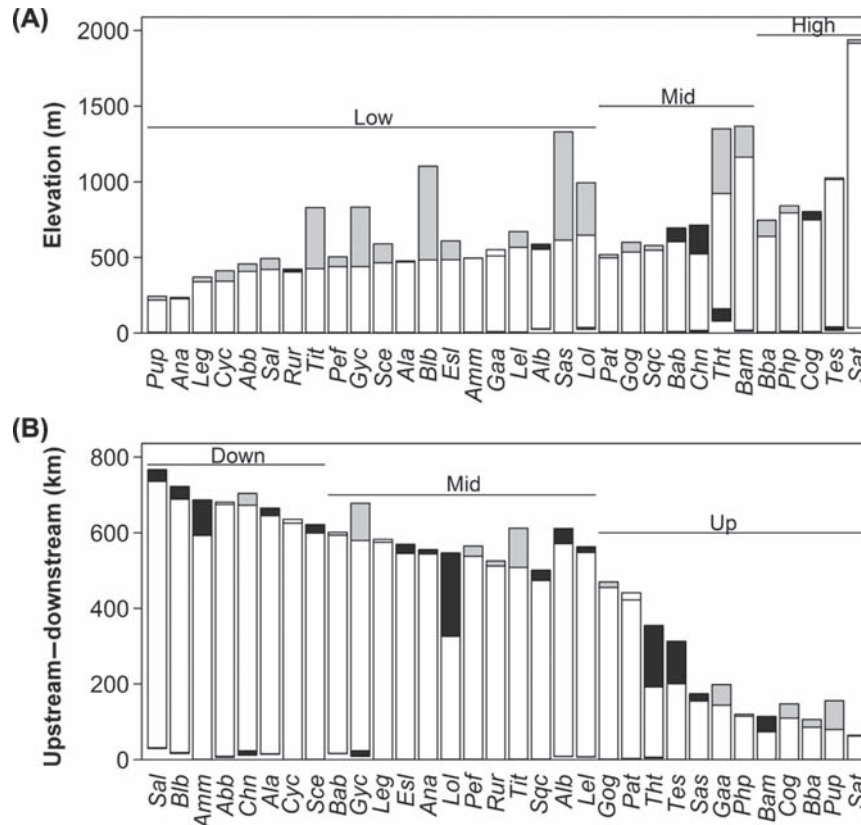 (A)
Elevation (m)
2000
1500
1000
500
0
Low
Mid
High
Pup Ana Leg Cyc Abb Sal Rur Tit Pef Gyc Sce Ala Blb Esl Amm Gaa Lel Alb Sas Lol Pat Gog Sqc Bab Chn Tht Bam Bba Php Cog Tes Sat
(B)
Upstream–downstream (km)
800
600
400
200
0
Down
Mid
Up
Sal Blb Amm Abb Chn Ala Cyc Sce Bab Gyc Leg Esl Ana Lol Pef Rur Tit Sqc Alb Lel Gog Pat Tht Tes Sas Gaa Php Bam Cog Bba Pup Sat